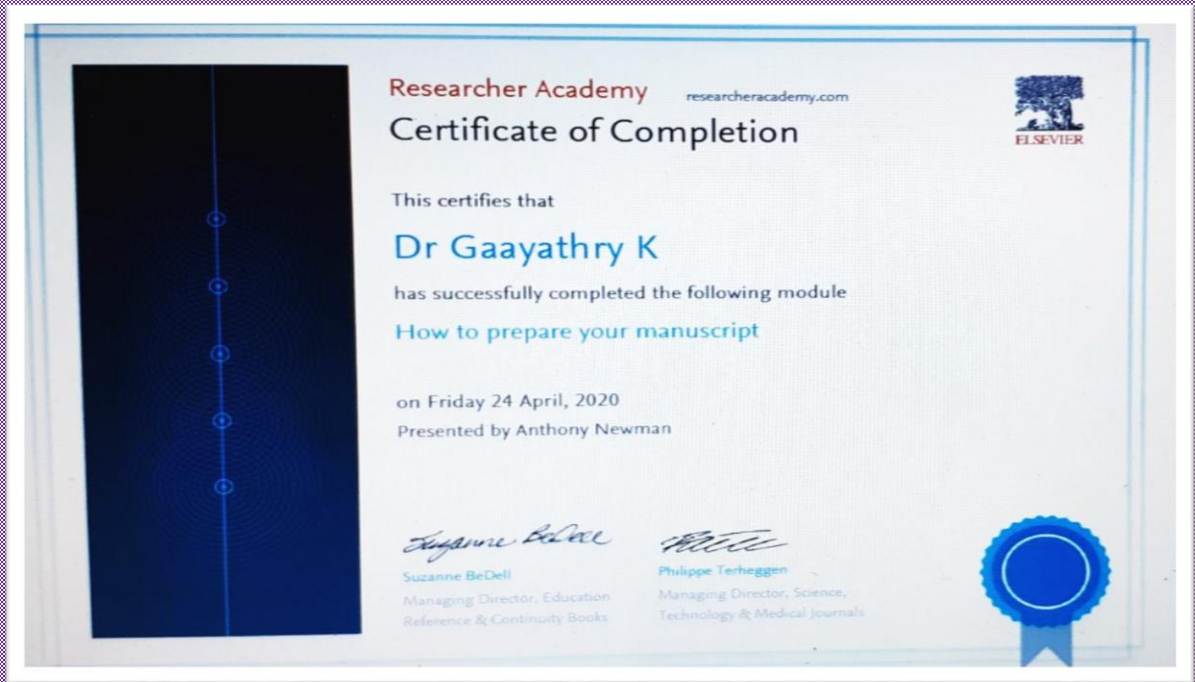 Researcher Academy researcheracademy.com
Certificate of Completion
ELSEVIER
This certifies that
Dr Gaayathry K
has successfully completed the following module
How to prepare your manuscript
on Friday 24 April, 2020
Presented by Anthony Newman
Suzanne BeDell
Suzanne BeDell
Managing Director, Education
Reference & Continuity Books
Philippe Terheggen
Managing Director, Science,
Technology & Medical Journals